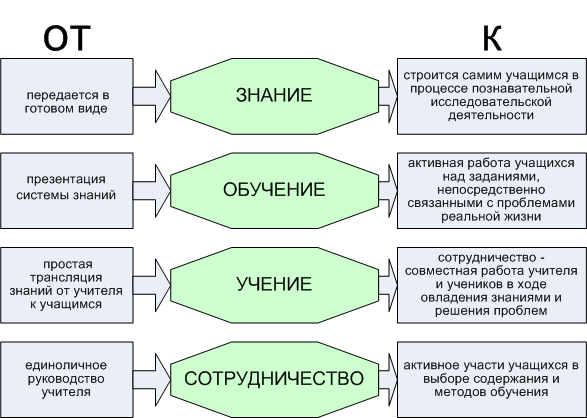 ОТ
К
передается в
готовом виде
ЗНАНИЕ
строится самим учащимся в
процессе познавательной
исследовательской
деятельности
презентация
системы знаний
ОБУЧЕНИЕ
активная работа учащихся
над заданиями,
непосредственно
связанными с проблемами
реальной жизни
простая
трансляция
знаний от учителя
к учащимся
УЧЕНИЕ
сотрудничество -
совместная работа учителя
и учеников в ходе
овладения знаниями и
решения проблем
единоличное
руководство
учителя
СОТРУДНИЧЕСТВО
активное участи учащихся в
выборе содержания и
методов обучения